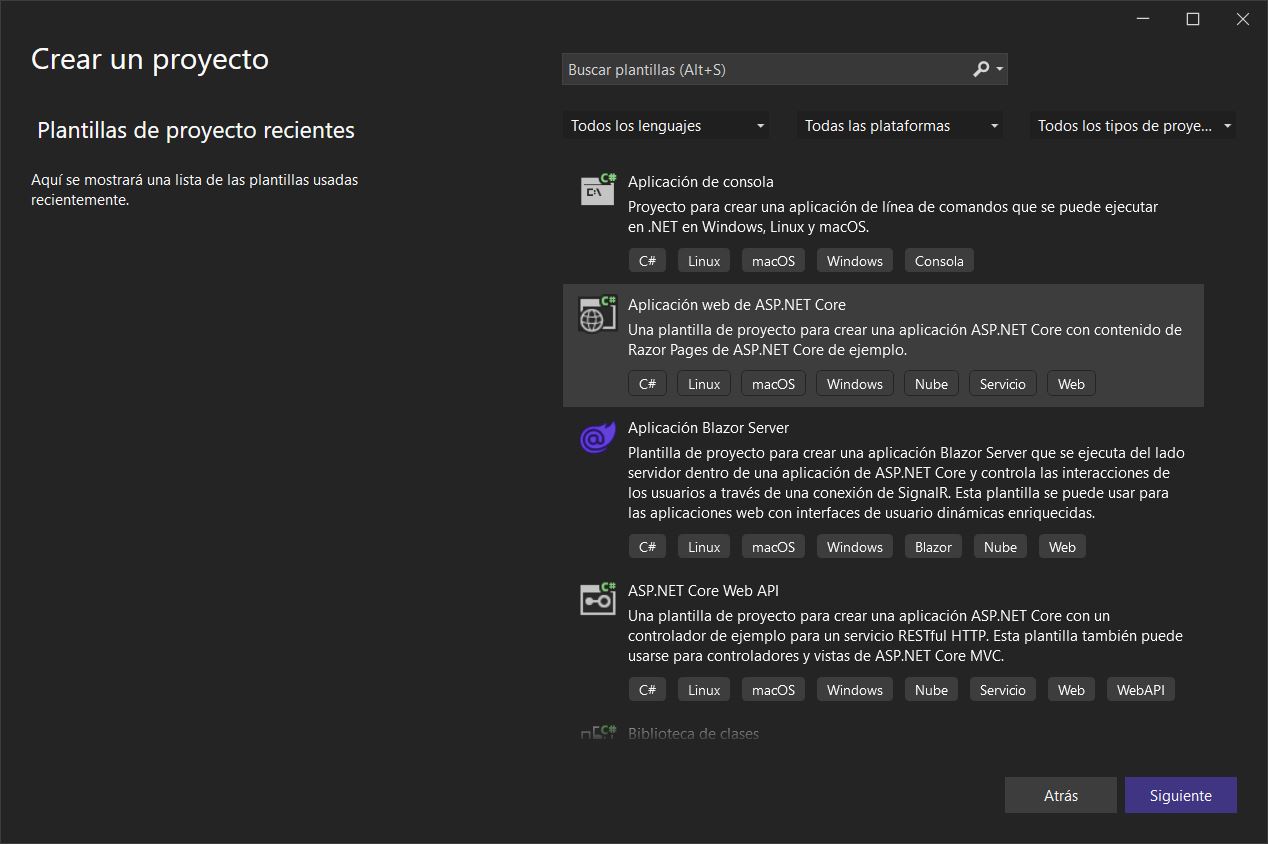 Crear un proyecto
Buscar plantillas (Alt+S)
Plantillas de proyecto recientes
Aquí se mostrará una lista de las plantillas usadas
recientemente.
Todos los lenguajes
Todas las plataformas
Todos los tipos de proye...
C#
C:\
Aplicación de consola
Proyecto para crear una aplicación de línea de comandos que se puede ejecutar
en .NET en Windows, Linux y macOS.
C# Linux macOS Windows Consola
C#
Aplicación web de ASP.NET Core
Una plantilla de proyecto para crear una aplicación ASP.NET Core con contenido de
Razor Pages de ASP.NET Core de ejemplo.
C# Linux macOS Windows Nube Servicio Web
Aplicación Blazor Server
Plantilla de proyecto para crear una aplicación Blazor Server que se ejecuta del lado
servidor dentro de una aplicación de ASP.NET Core y controla las interacciones de
los usuarios a través de una conexión de SignalR. Esta plantilla se puede usar para
las aplicaciones web con interfaces de usuario dinámicas enriquecidas.
C# Linux macOS Windows Blazor Nube Web
C#
ASP.NET Core Web API
Una plantilla de proyecto para crear una aplicación ASP.NET Core con un
controlador de ejemplo para un servicio RESTful HTTP. Esta plantilla también puede
usarse para controladores y vistas de ASP.NET Core MVC.
C# Linux macOS Windows Nube Servicio Web WebAPI
C#
Biblioteca de clases
Atrás
Siguiente